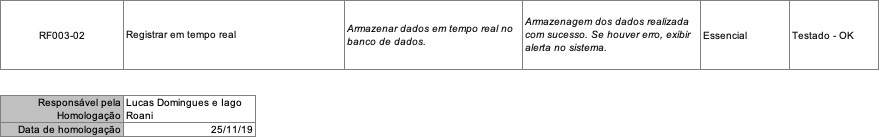 RF003-02
Registrar em tempo real
Armazenar dados em tempo real no
banco de dados.
Armazenagem dos dados realizada
com sucesso. Se houver erro, exibir
alerta no sistema.
Essencial
Testado - OK
Responsável pela
Homologação
Lucas Domingues e Iago
Roani
Data de homologação
25/11/19